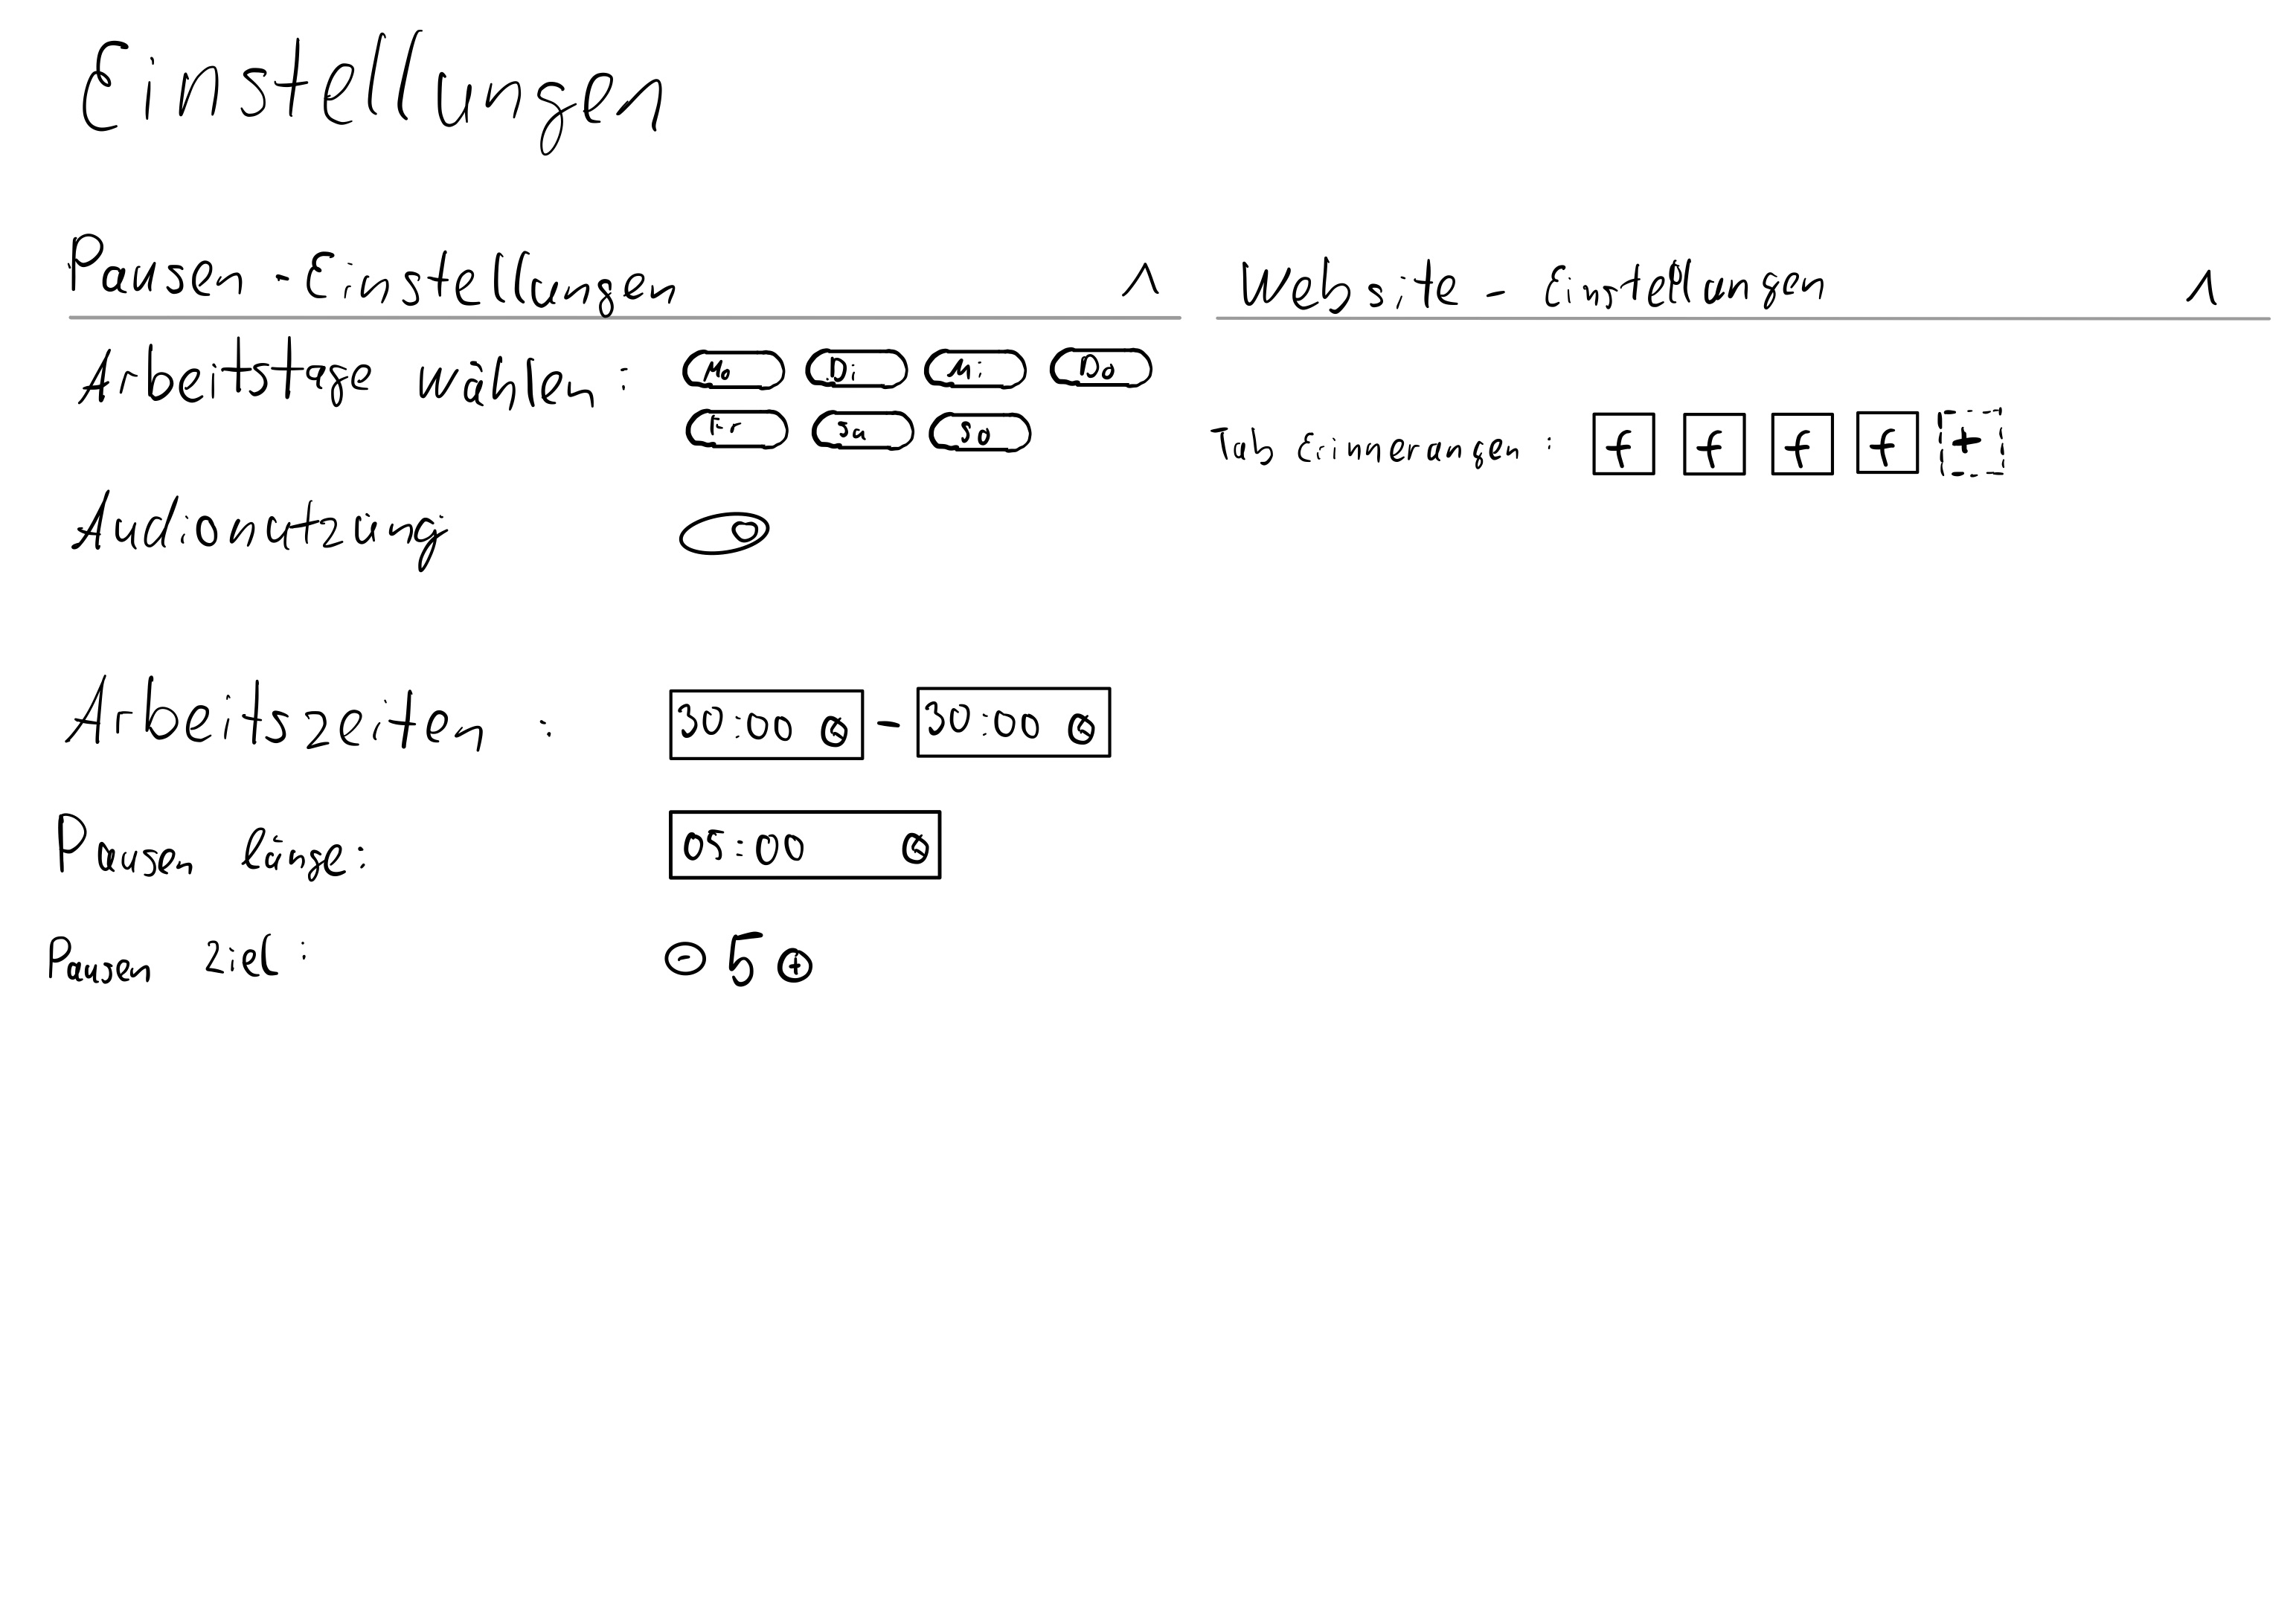 Einstellungen
Pausen-Einstellungen ^
Arbeitstage wählen: Mo Di Mi Do
Fr Sa So
Audionutzung
Arbeitszeiten: 30:00 - 30:00
Pausen länge: 05:00
Pausen Ziel: - 5 +
Website - Einstellungen ^
Tab Erinnerungen: f f f f +